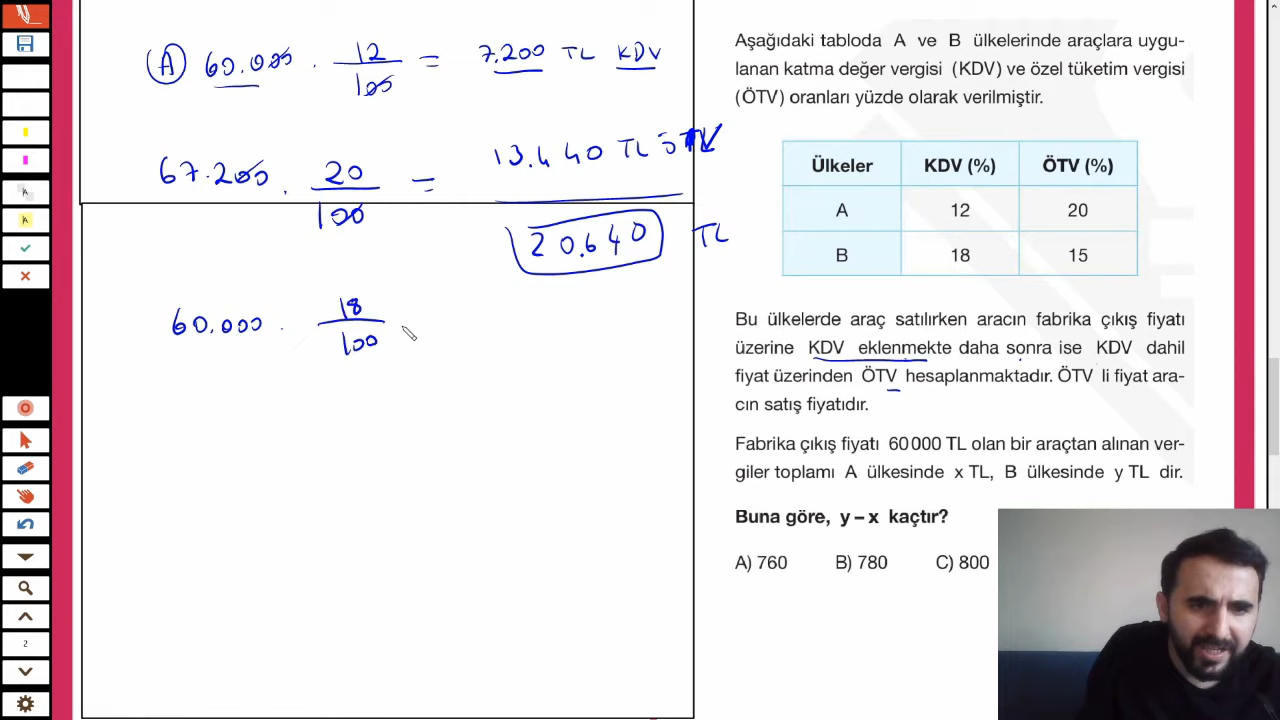 (A) 60.000 . 12/100 = 7.200 TL KDV
67.200 . 20/100 = 13.440 TL ÖTV
20.640 TL
60.000 . 18/100
Aşağıdaki tabloda A ve B ülkelerinde araçlara uygu-
lanan katma değer vergisi (KDV) ve özel tüketim vergisi
(ÖTV) oranları yüzde olarak verilmiştir.
Ülkeler KDV (%) ÖTV (%)
A 12 20
B 18 15
Bu ülkelerde araç satılırken aracın fabrika çıkış fiyatı
üzerine KDV eklenmekte daha sonra ise KDV dahil
fiyat üzerinden ÖTV hesaplanmaktadır. ÖTV li fiyat ara-
cın satış fiyatıdır.
Fabrika çıkış fiyatı 60 000 TL olan bir araçtan alınan ver-
giler toplamı A ülkesinde x TL, B ülkesinde y TL dir.
Buna göre, y – x kaçtır?
A) 760 B) 780 C) 800
2